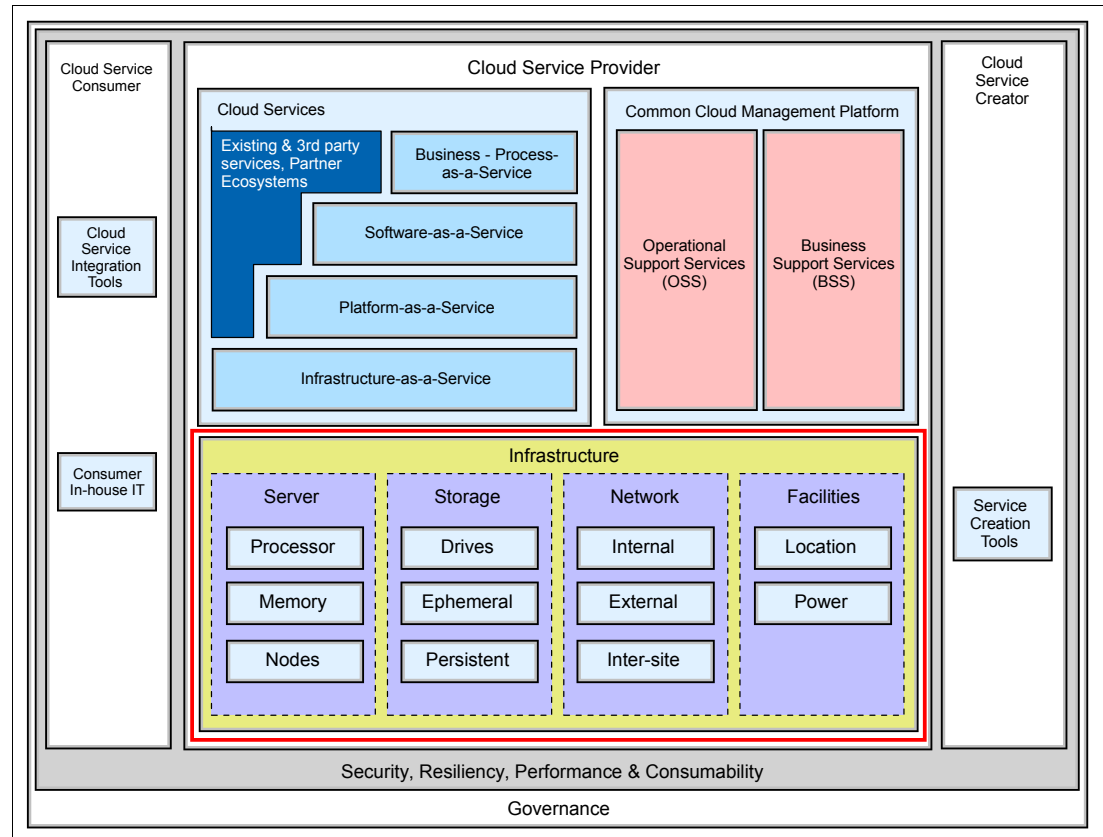 Cloud Service
Consumer
Cloud
Service
Integration
Tools
Consumer
In-house IT
Cloud Service Provider
Cloud Services
Existing & 3rd party
services, Partner
Ecosystems
Business - Process-
as-a-Service
Software-as-a-Service
Platform-as-a-Service
Infrastructure-as-a-Service
Common Cloud Management Platform
Operational
Support Services
(OSS)
Business
Support Services
(BSS)
Infrastructure
Server
Processor
Memory
Nodes
Storage
Drives
Ephemeral
Persistent
Network
Internal
External
Inter-site
Facilities
Location
Power
Cloud
Service
Creator
Service
Creation
Tools
Security, Resiliency, Performance & Consumability
Governance